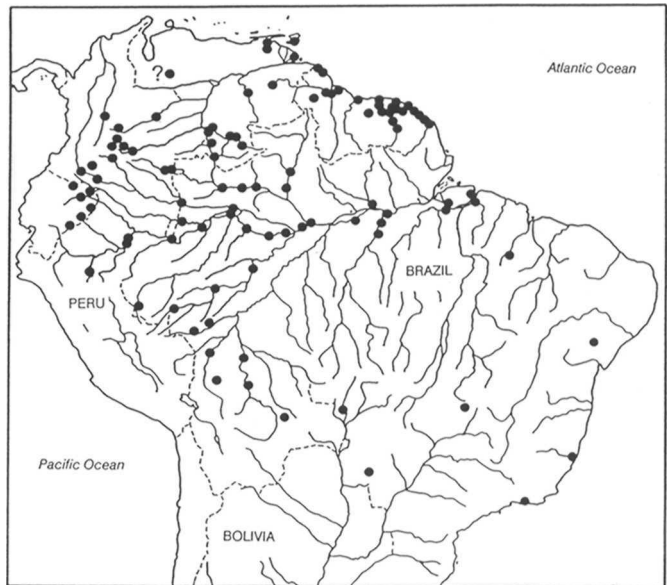 Atlantic Ocean
?
BRAZIL
PERU
Pacific Ocean
BOLIVIA